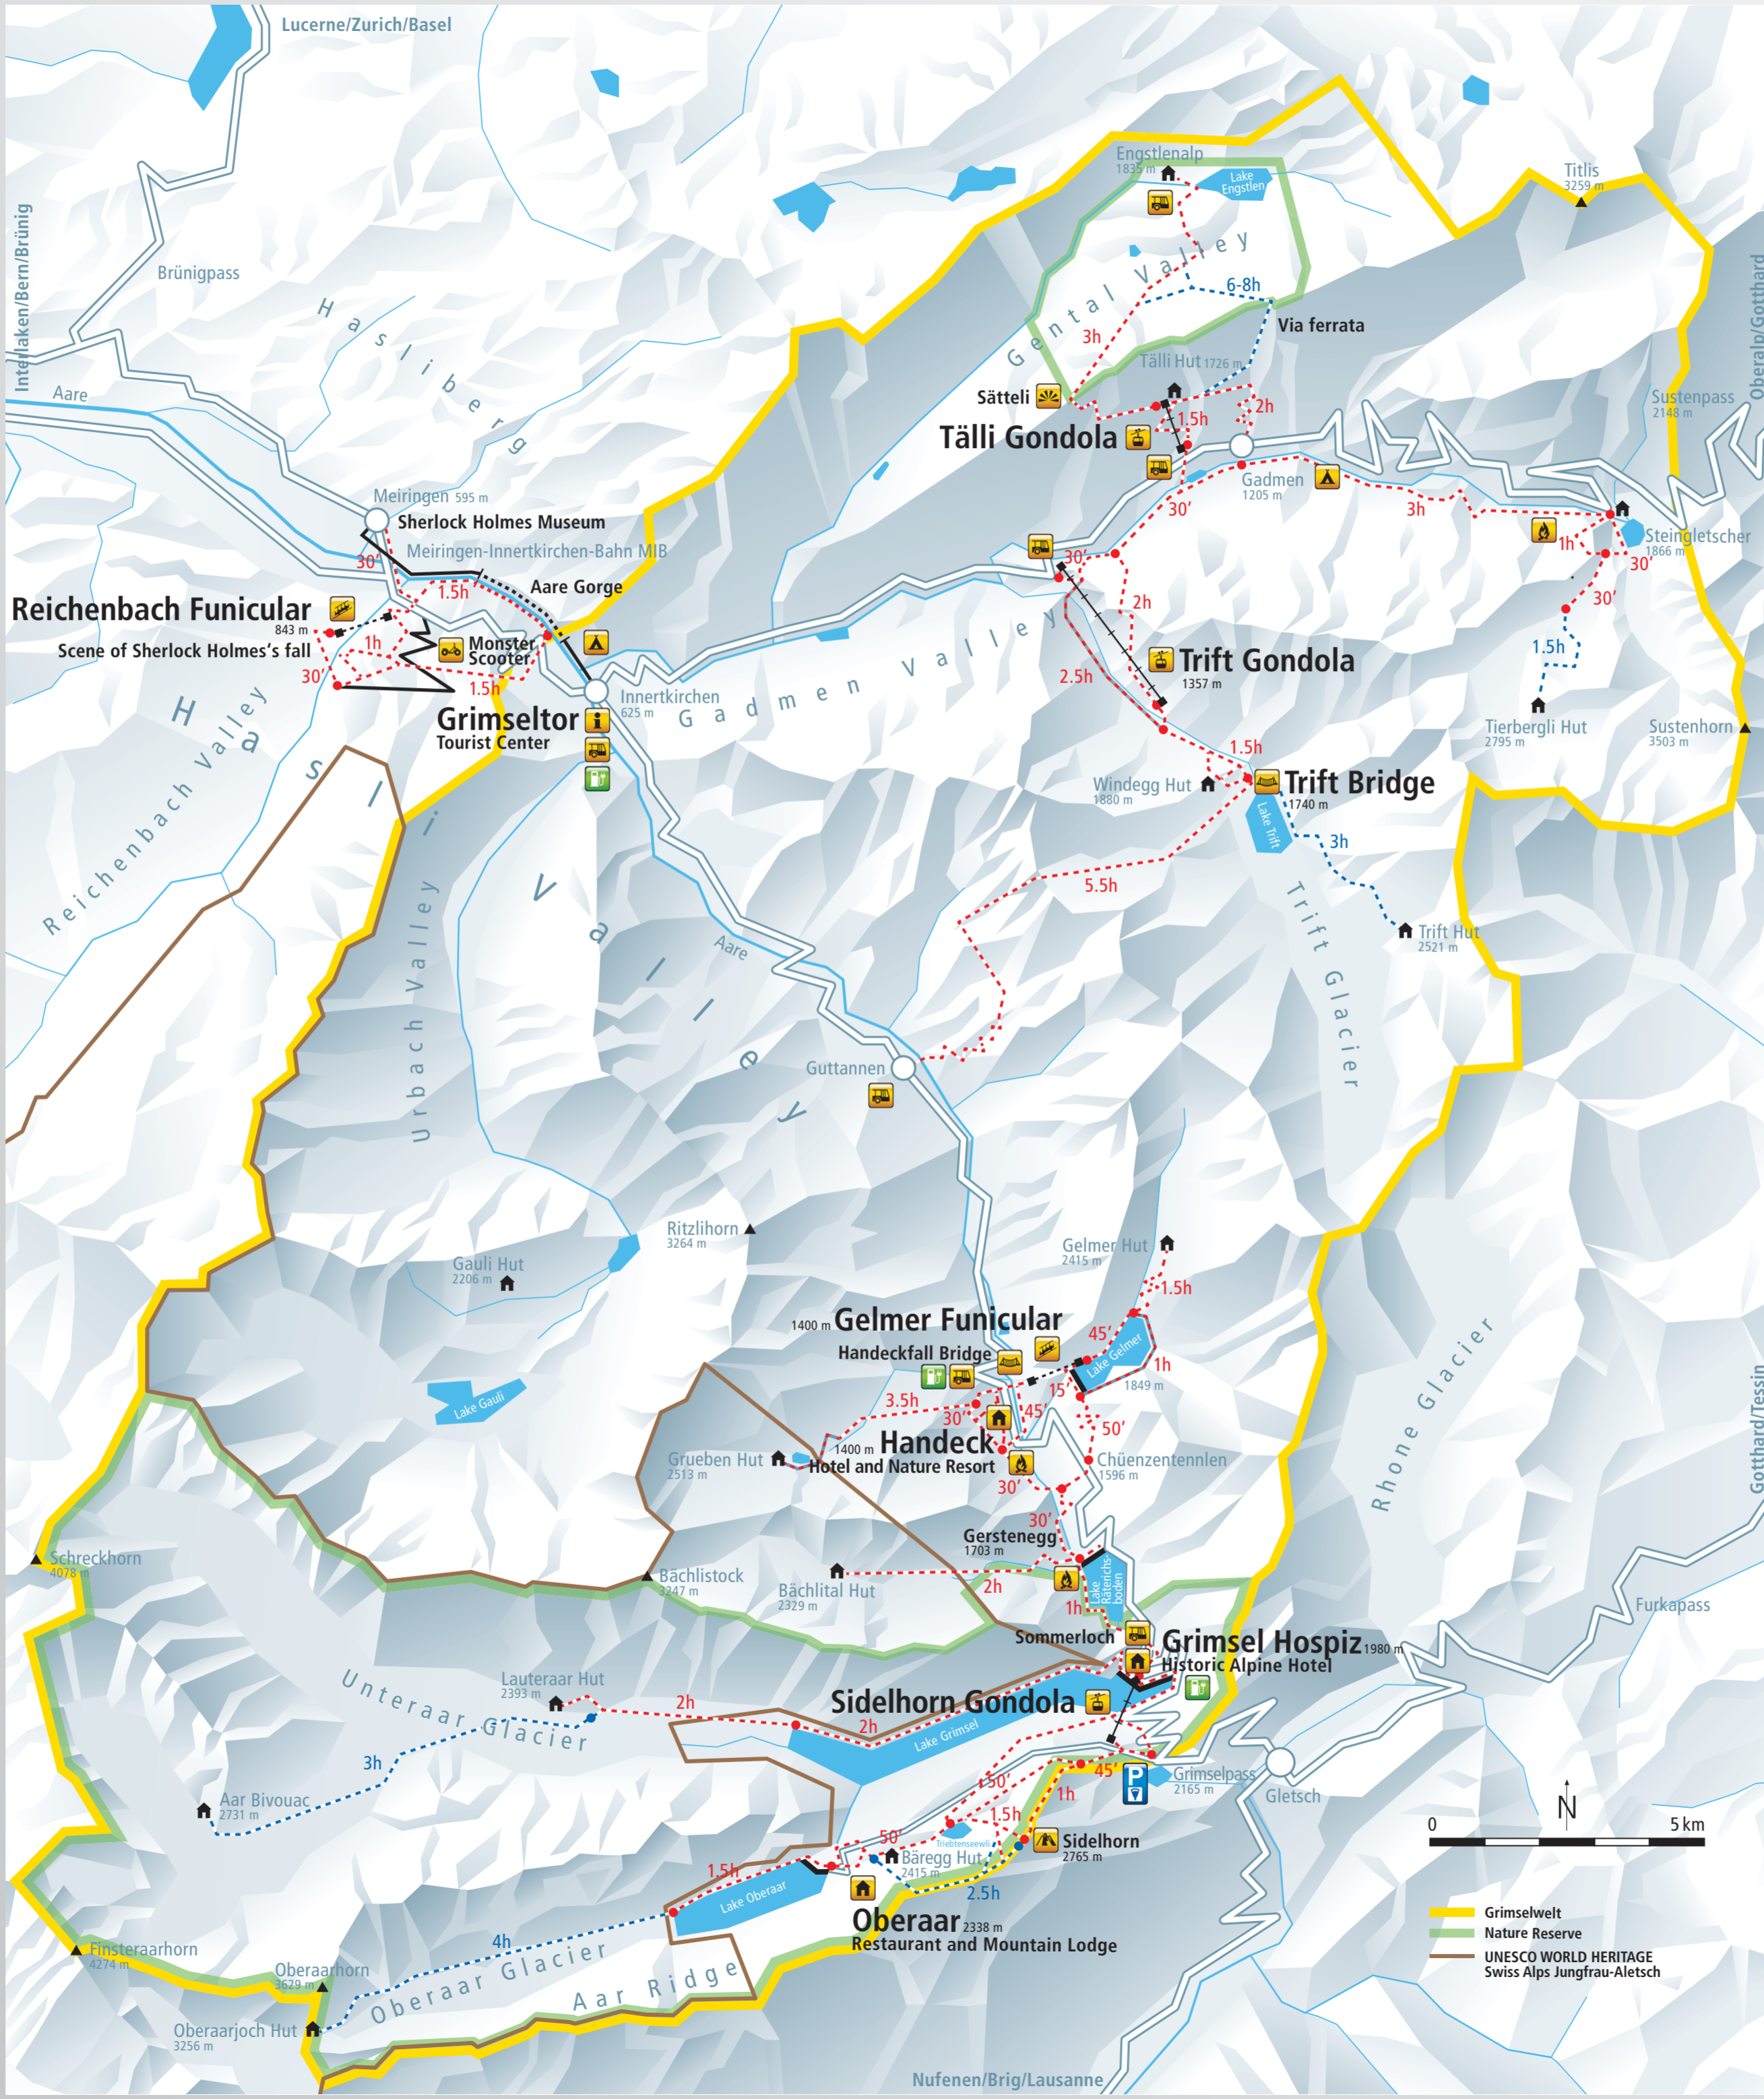 Lucerne/Zurich/Basel
Interlaken/Bern/Brünig
Brünigpass
Hasliberg
Aare
Engstlenalp
1835 m
Lake
Engstlen
Titlis
3259 m
Gental Valley
6-8h
Via ferrata
3h
Tälli Hut 1726 m
Sätteli
2h
1.5h
Tälli Gondola
Sustenpass
2148 m
Oberalp/Gotthard
Gadmen
1205 m
30’
3h
Meiringen 595 m
Sherlock Holmes Museum
Meiringen-Innertkirchen-Bahn MIB
30’
Aare Gorge
1.5h
Reichenbach Funicular
843 m
Scene of Sherlock Holmes’s fall
1h
30’
Monster
Scooter
1.5h
30’
2h
Steingletscher
1866 m
1h
30’
30’
1.5h
Tierbergli Hut
2795 m
Sustenhorn
3503 m
Innertkirchen
625 m
Grimseltor
Tourist Center
Gadmen Valley
2.5h
Trift Gondola
1357 m
1.5h
Windegg Hut
1880 m
Trift Bridge
1740 m
Lake Trift
3h
5.5h
Trift Hut
2521 m
Trift Glacier
Reichenbach Valley
Hasli Valley
Urbach Valley
Aare
Guttannen
Ritzlihorn
3264 m
Gauli Hut
2206 m
Gelmer Hut
2415 m
1.5h
1400 m Gelmer Funicular
Handeckfall Bridge
45’
Lake Gelmer
1h
1849 m
15’
Lake Gauli
3.5h
30’
45’
50’
1400 m Handeck
Hotel and Nature Resort
Grueben Hut
2513 m
Chüenzentennlen
1596 m
30’
30’
Gerstenegg
1703 m
Rhone Glacier
Gotthard/Tessin
Schreckhorn
4078 m
Bächlistock
3247 m
Bächlital Hut
2329 m
2h
Lake
Räterichs-
boden
1h
Furkapass
Sommerloch
Grimsel Hospiz 1980 m
Historic Alpine Hotel
Lauteraar Hut
2393 m
Unteraar Glacier
2h
Sidelhorn Gondola
2h
Lake Grimsel
3h
Aar Bivouac
2731 m
45’
P
Grimselpass
2165 m
Gletsch
50’
1h
1.5h
50’
Triebtenseewli
Sidelhorn
2765 m
Bäregg Hut
2415 m
2.5h
1.5h
Lake Oberaar
Oberaar 2338 m
Restaurant and Mountain Lodge
4h
Oberaar Glacier
Aar Ridge
Finsteraarhorn
4274 m
Oberaarhorn
3629 m
Oberaarjoch Hut
3256 m
Nufenen/Brig/Lausanne
N
0 5 km
Grimselwelt
Nature Reserve
UNESCO WORLD HERITAGE
Swiss Alps Jungfrau-Aletsch